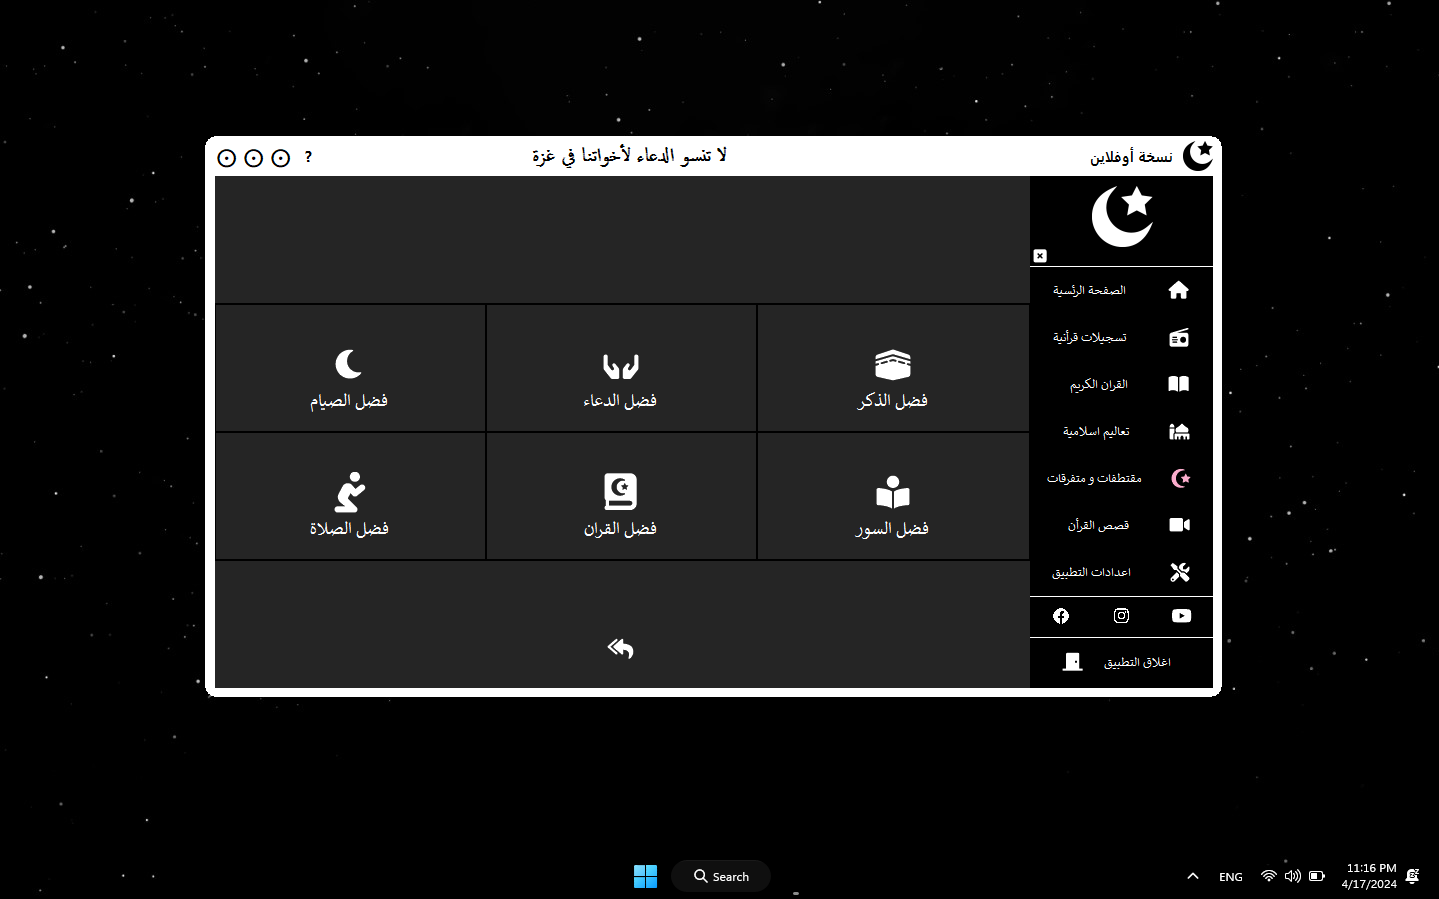 نسخة أوفلاين
لا تنسو الدعاء لأخواتنا في غزة
?
الصفحة الرئسية
تسجيلات قرأنية
القران الكريم
تعاليم اسلامية
مقتطفات و متفرقات
قصص القرأن
اعدادات التطبيق
اغلاق التطبيق
فضل الذكر
فضل الدعاء
فضل الصيام
فضل السور
فضل القران
فضل الصلاة
Search
ENG
11:16 PM
4/17/2024